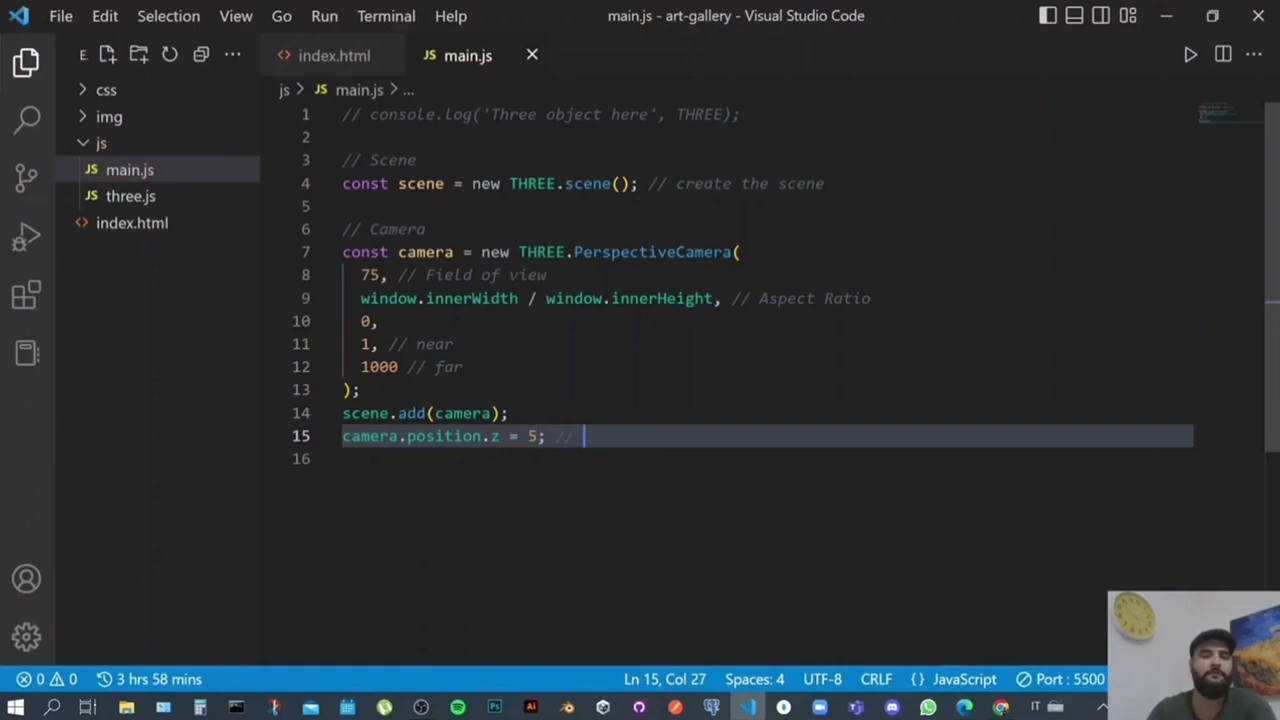 File Edit Selection View Go Run Terminal Help
main.js - art-gallery - Visual Studio Code
E.
index.html
main.js
css
img
js
main.js
three.js
index.html
js > JS main.js > ...
1 // console.log('Three object here', THREE);
2
3 // Scene
4 const scene = new THREE.scene(); // create the scene
5
6 // Camera
7 const camera = new THREE.PerspectiveCamera(
8 75, // Field of view
9 window.innerWidth / window.innerHeight, // Aspect Ratio
10 0,
11 1, // near
12 1000 // far
13 );
14 scene.add(camera);
15 camera.position.z = 5; //
16
0 0 3 hrs 58 mins Ln 15, Col 27 Spaces: 4 UTF-8 CRLF {} JavaScript Port : 5500
Ps Ai IT